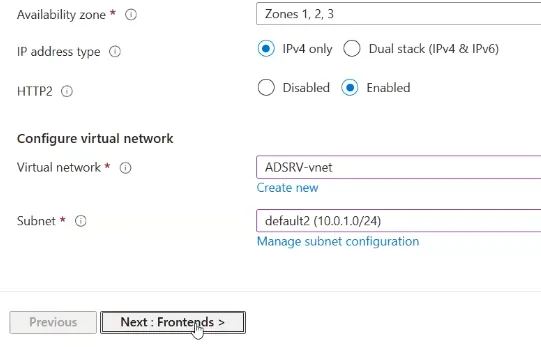 Availability zone * Zones 1, 2, 3
IP address type IPv4 only Dual stack (IPv4 & IPv6)
HTTP2 Disabled Enabled
Configure virtual network
Virtual network * ADSRV-vnet
Create new
Subnet * default2 (10.0.1.0/24)
Manage subnet configuration
Previous Next : Frontends >